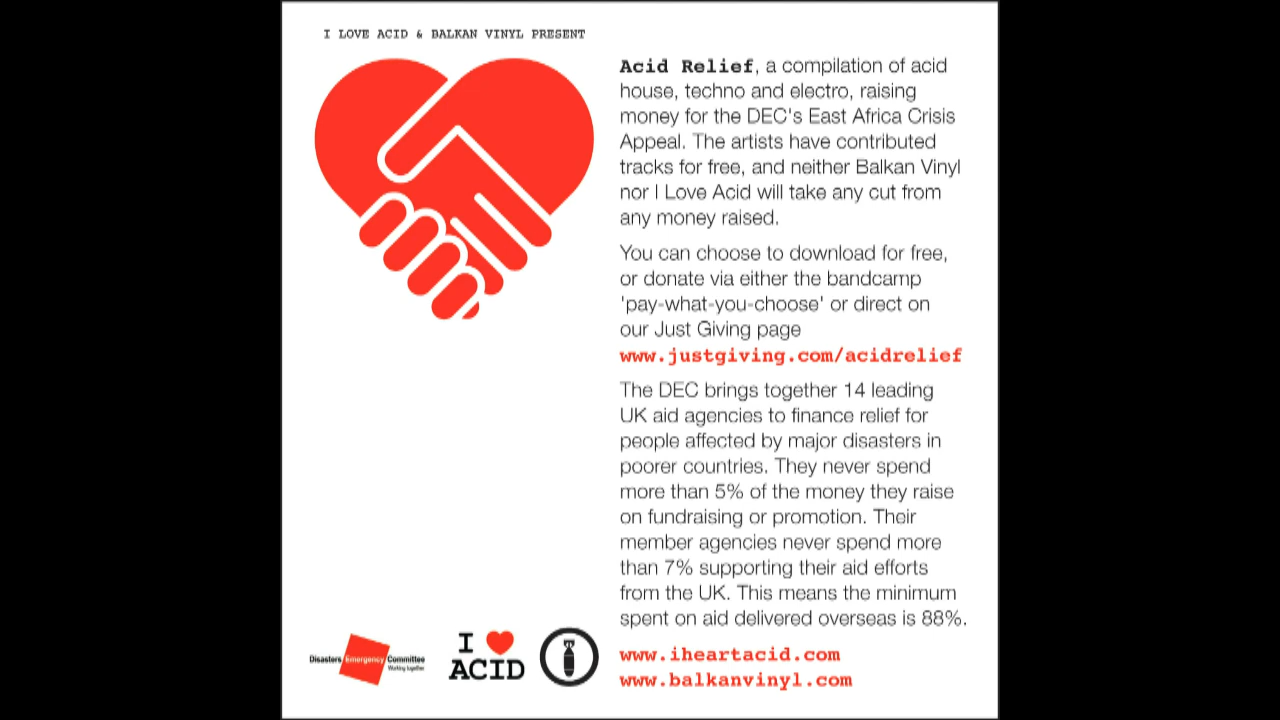 I LOVE ACID & BALKAN VINYL PRESENT
Acid Relief, a compilation of acid
house, techno and electro, raising
money for the DEC's East Africa Crisis
Appeal. The artists have contributed
tracks for free, and neither Balkan Vinyl
nor I Love Acid will take any cut from
any money raised.
You can choose to download for free,
or donate via either the bandcamp
'pay-what-you-choose' or direct on
our Just Giving page
www.justgiving.com/acidrelief
The DEC brings together 14 leading
UK aid agencies to finance relief for
people affected by major disasters in
poorer countries. They never spend
more than 5% of the money they raise
on fundraising or promotion. Their
member agencies never spend more
than 7% supporting their aid efforts
from the UK. This means the minimum
spent on aid delivered overseas is 88%.
Disasters Emergency Committee
Working together
I
ACID
www.iheartacid.com
www.balkanvinyl.com